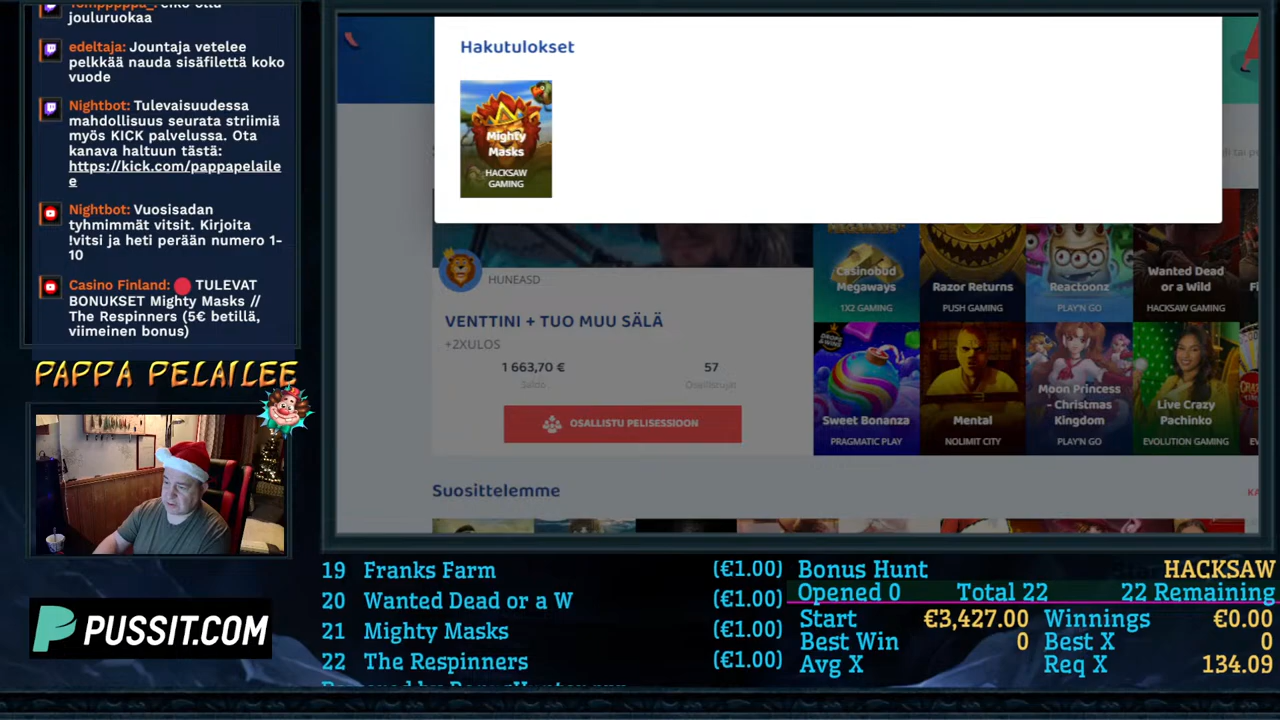 jouluruokaa
edeltaja: Jountaja vetelee
pelkkää nauda sisäfilettä koko
vuode
Nightbot: Tulevaisuudessa
mahdollisuus seurata striimiä
myös KICK palvelussa. Ota
kanava haltuun tästä:
https://kick.com/pappapelaile
e
Nightbot: Vuosisadan
tyhmimmät vitsit. Kirjoita
!vitsi ja heti perään numero 1-
10
Casino Finland: 🔴 TULEVAT
BONUKSET Mighty Masks //
The Respinners (5€ betillä,
viimeinen bonus)
PAPPA PELAILEE
PUSSIT.COM
Hakutulokset
Mighty
Masks
HACKSAW
GAMING
HUNEASD
VENTTINI + TUO MUU SÄLÄ
+2XULOS
1 663,70 € 57
Saldo Osallistujat
OSALLISTU PELISESSIOON
Casinobud
Megaways
1X2 GAMING
Razor Returns
PUSH GAMING
Reactoonz
PLAY'N GO
Wanted Dead
or a Wild
HACKSAW GAMING
Sweet Bonanza
PRAGMATIC PLAY
Mental
NOLIMIT CITY
Moon Princess
- Christmas
Kingdom
PLAY'N GO
Live Crazy
Pachinko
EVOLUTION GAMING
Suosittelemme
19 Franks Farm (€1.00)
20 Wanted Dead or a W (€1.00)
21 Mighty Masks (€1.00)
22 The Respinners (€1.00)
Bonus Hunt HACKSAW
Opened 0 Total 22 22 Remaining
Start €3,427.00 Winnings €0.00
Best Win 0 Best X 0
Avg X Req X 134.09